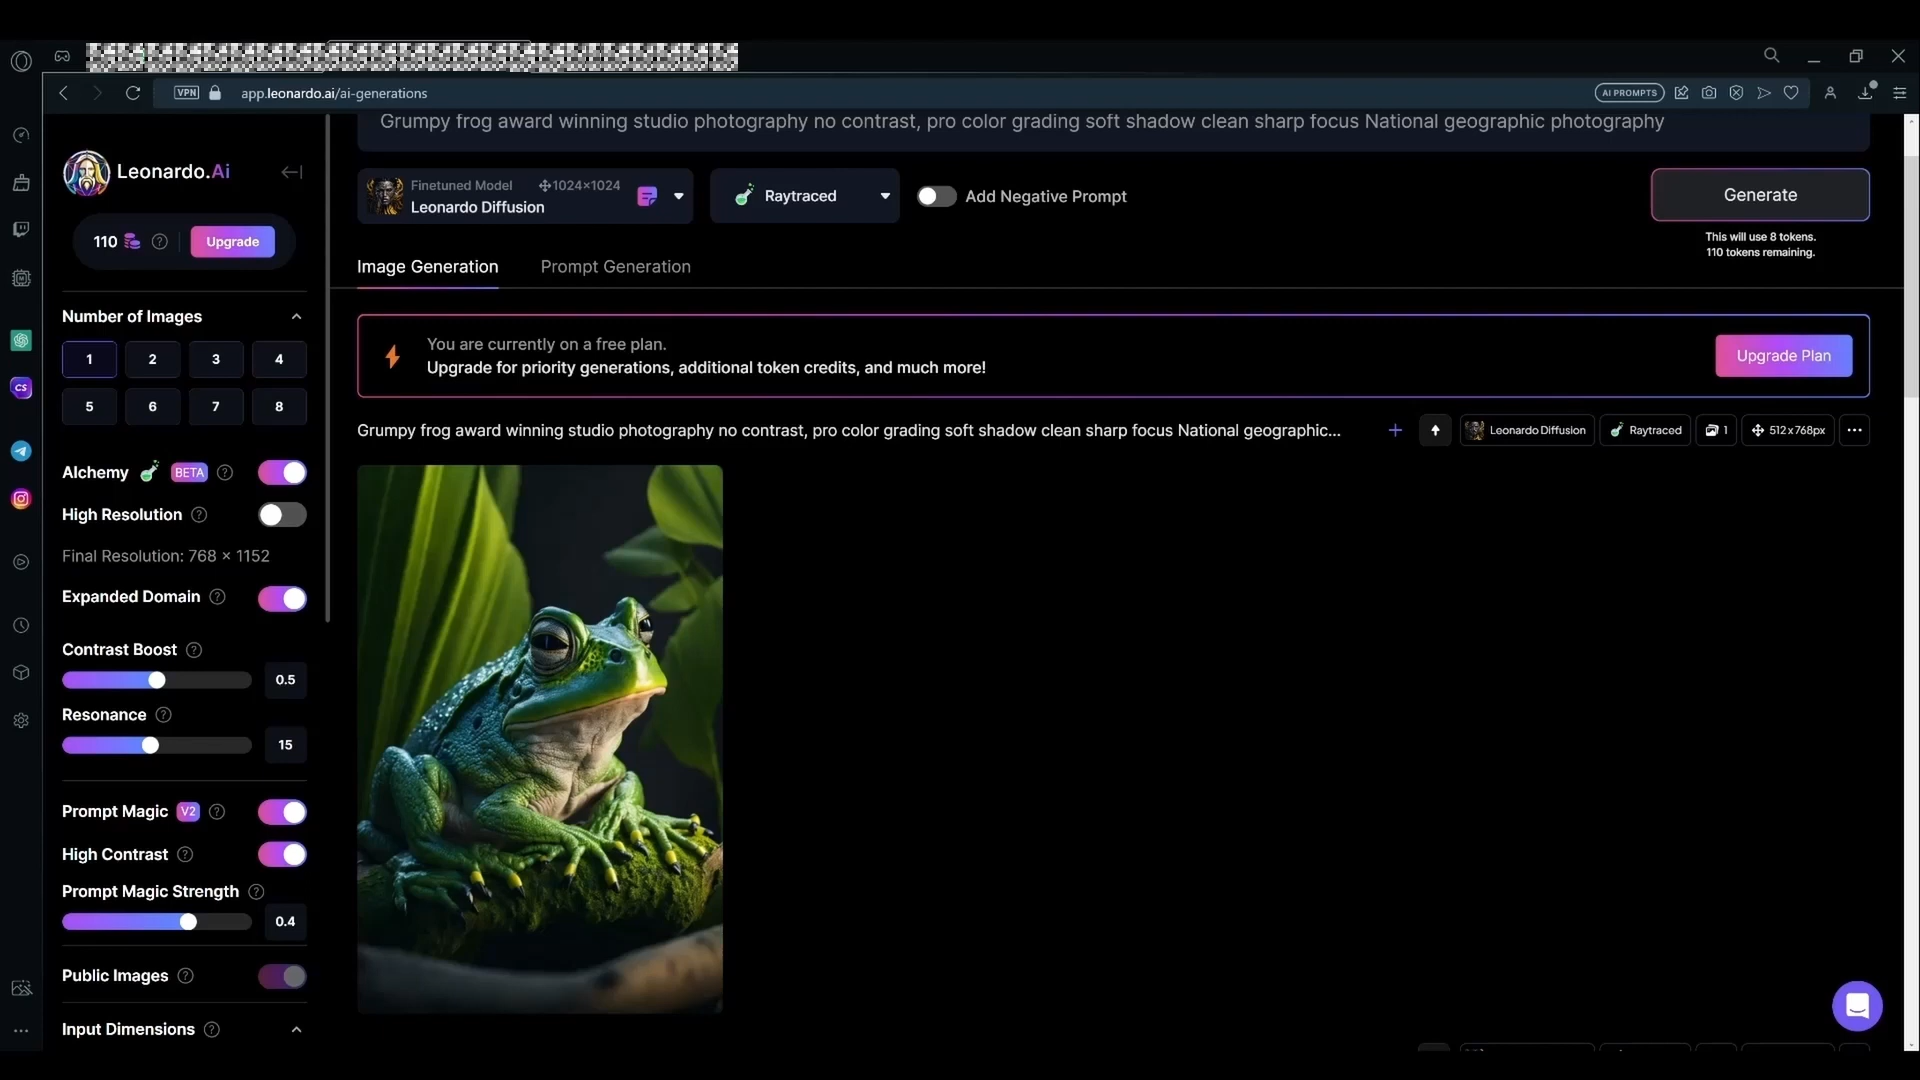 VPN
app.leonardo.ai/ai-generations
AI PROMPTS
Grumpy frog award winning studio photography no contrast, pro color grading soft shadow clean sharp focus National geographic photography
Leonardo.Ai
110
Upgrade
Finetuned Model
1024×1024
Leonardo Diffusion
Raytraced
Add Negative Prompt
Generate
This will use 8 tokens.
110 tokens remaining.
Image Generation
Prompt Generation
You are currently on a free plan.
Upgrade for priority generations, additional token credits, and much more!
Upgrade Plan
Grumpy frog award winning studio photography no contrast, pro color grading soft shadow clean sharp focus National geographic...
Leonardo Diffusion
Raytraced
1
512x768px
Number of Images
1 2 3 4
5 6 7 8
Alchemy BETA
High Resolution
Final Resolution: 768 × 1152
Expanded Domain
Contrast Boost
0.5
Resonance
15
Prompt Magic V2
High Contrast
Prompt Magic Strength
0.4
Public Images
Input Dimensions
CS